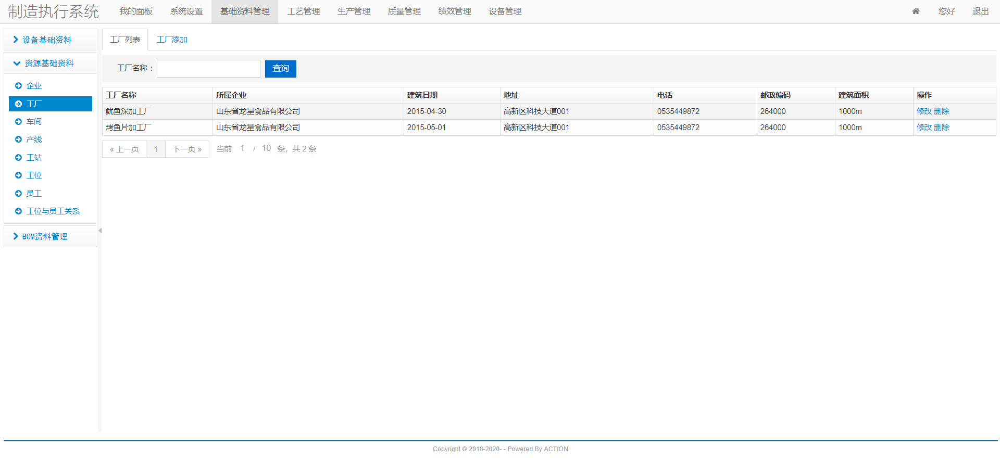 制造执行系统 我的面板 系统设置 基础资料管理 工艺管理 生产管理 质量管理 绩效管理 设备管理 您好 退出
设备基础资料
资源基础资料
企业
工厂
车间
产线
工站
工位
员工
工位与员工关系
BOM资料管理
工厂列表 工厂添加
工厂名称： 查询
工厂名称 所属企业 建筑日期 地址 电话 邮政编码 建筑面积 操作
鱿鱼深加工厂 山东省龙星食品有限公司 2015-04-30 高新区科技大道001 0535449872 264000 1000m 修改 删除
烤鱼片加工厂 山东省龙星食品有限公司 2015-05-01 高新区科技大道001 0535449872 264000 1000m 修改 删除
« 上一页 1 下一页 » 当前 1 / 10 条，共 2 条
Copyright © 2018-2020- - Powered By ACTION